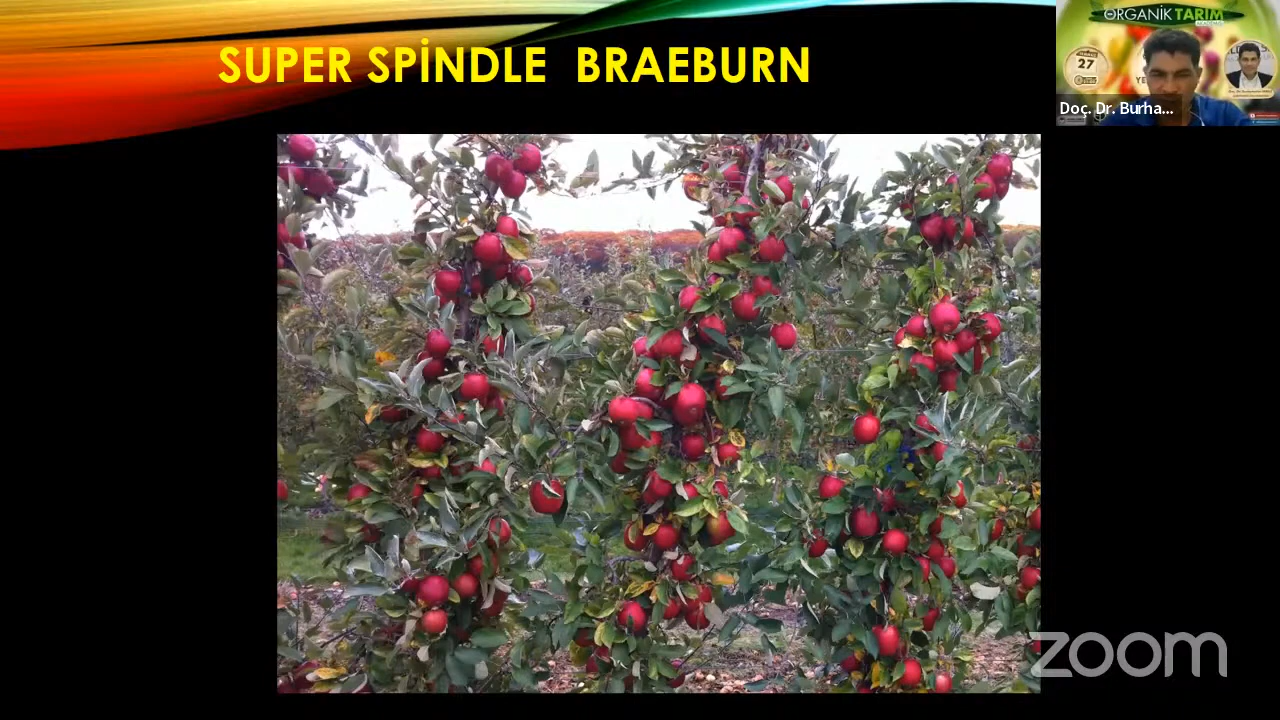 SUPER SPİNDLE BRAEBURN
ORGANİK TARIM
27
Doç. Dr. Burha...
zoom